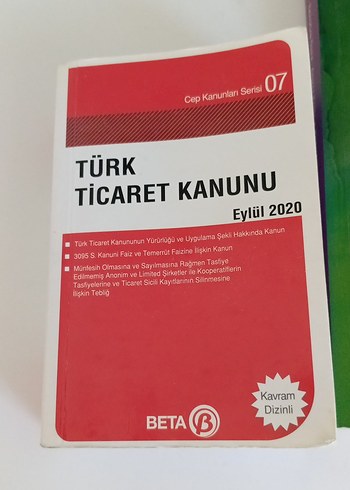 Cep Kanunları Serisi 07
TÜRK
TİCARET KANUNU
Eylül 2020
Türk Ticaret Kanununun Yürürlüğü ve Uygulama Şekli Hakkında Kanun
3095 S. Kanuni Faiz ve Temerrüt Faizine İlişkin Kanun
Münfesih Olmasına ve Sayılmasına Rağmen Tasfiye
Edilmemiş Anonim ve Limited Şirketler ile Kooperatiflerin
Tasfiyelerine ve Ticaret Sicili Kayıtlarının Silinmesine
İlişkin Tebliğ
Kavram
Dizinli
BETA β